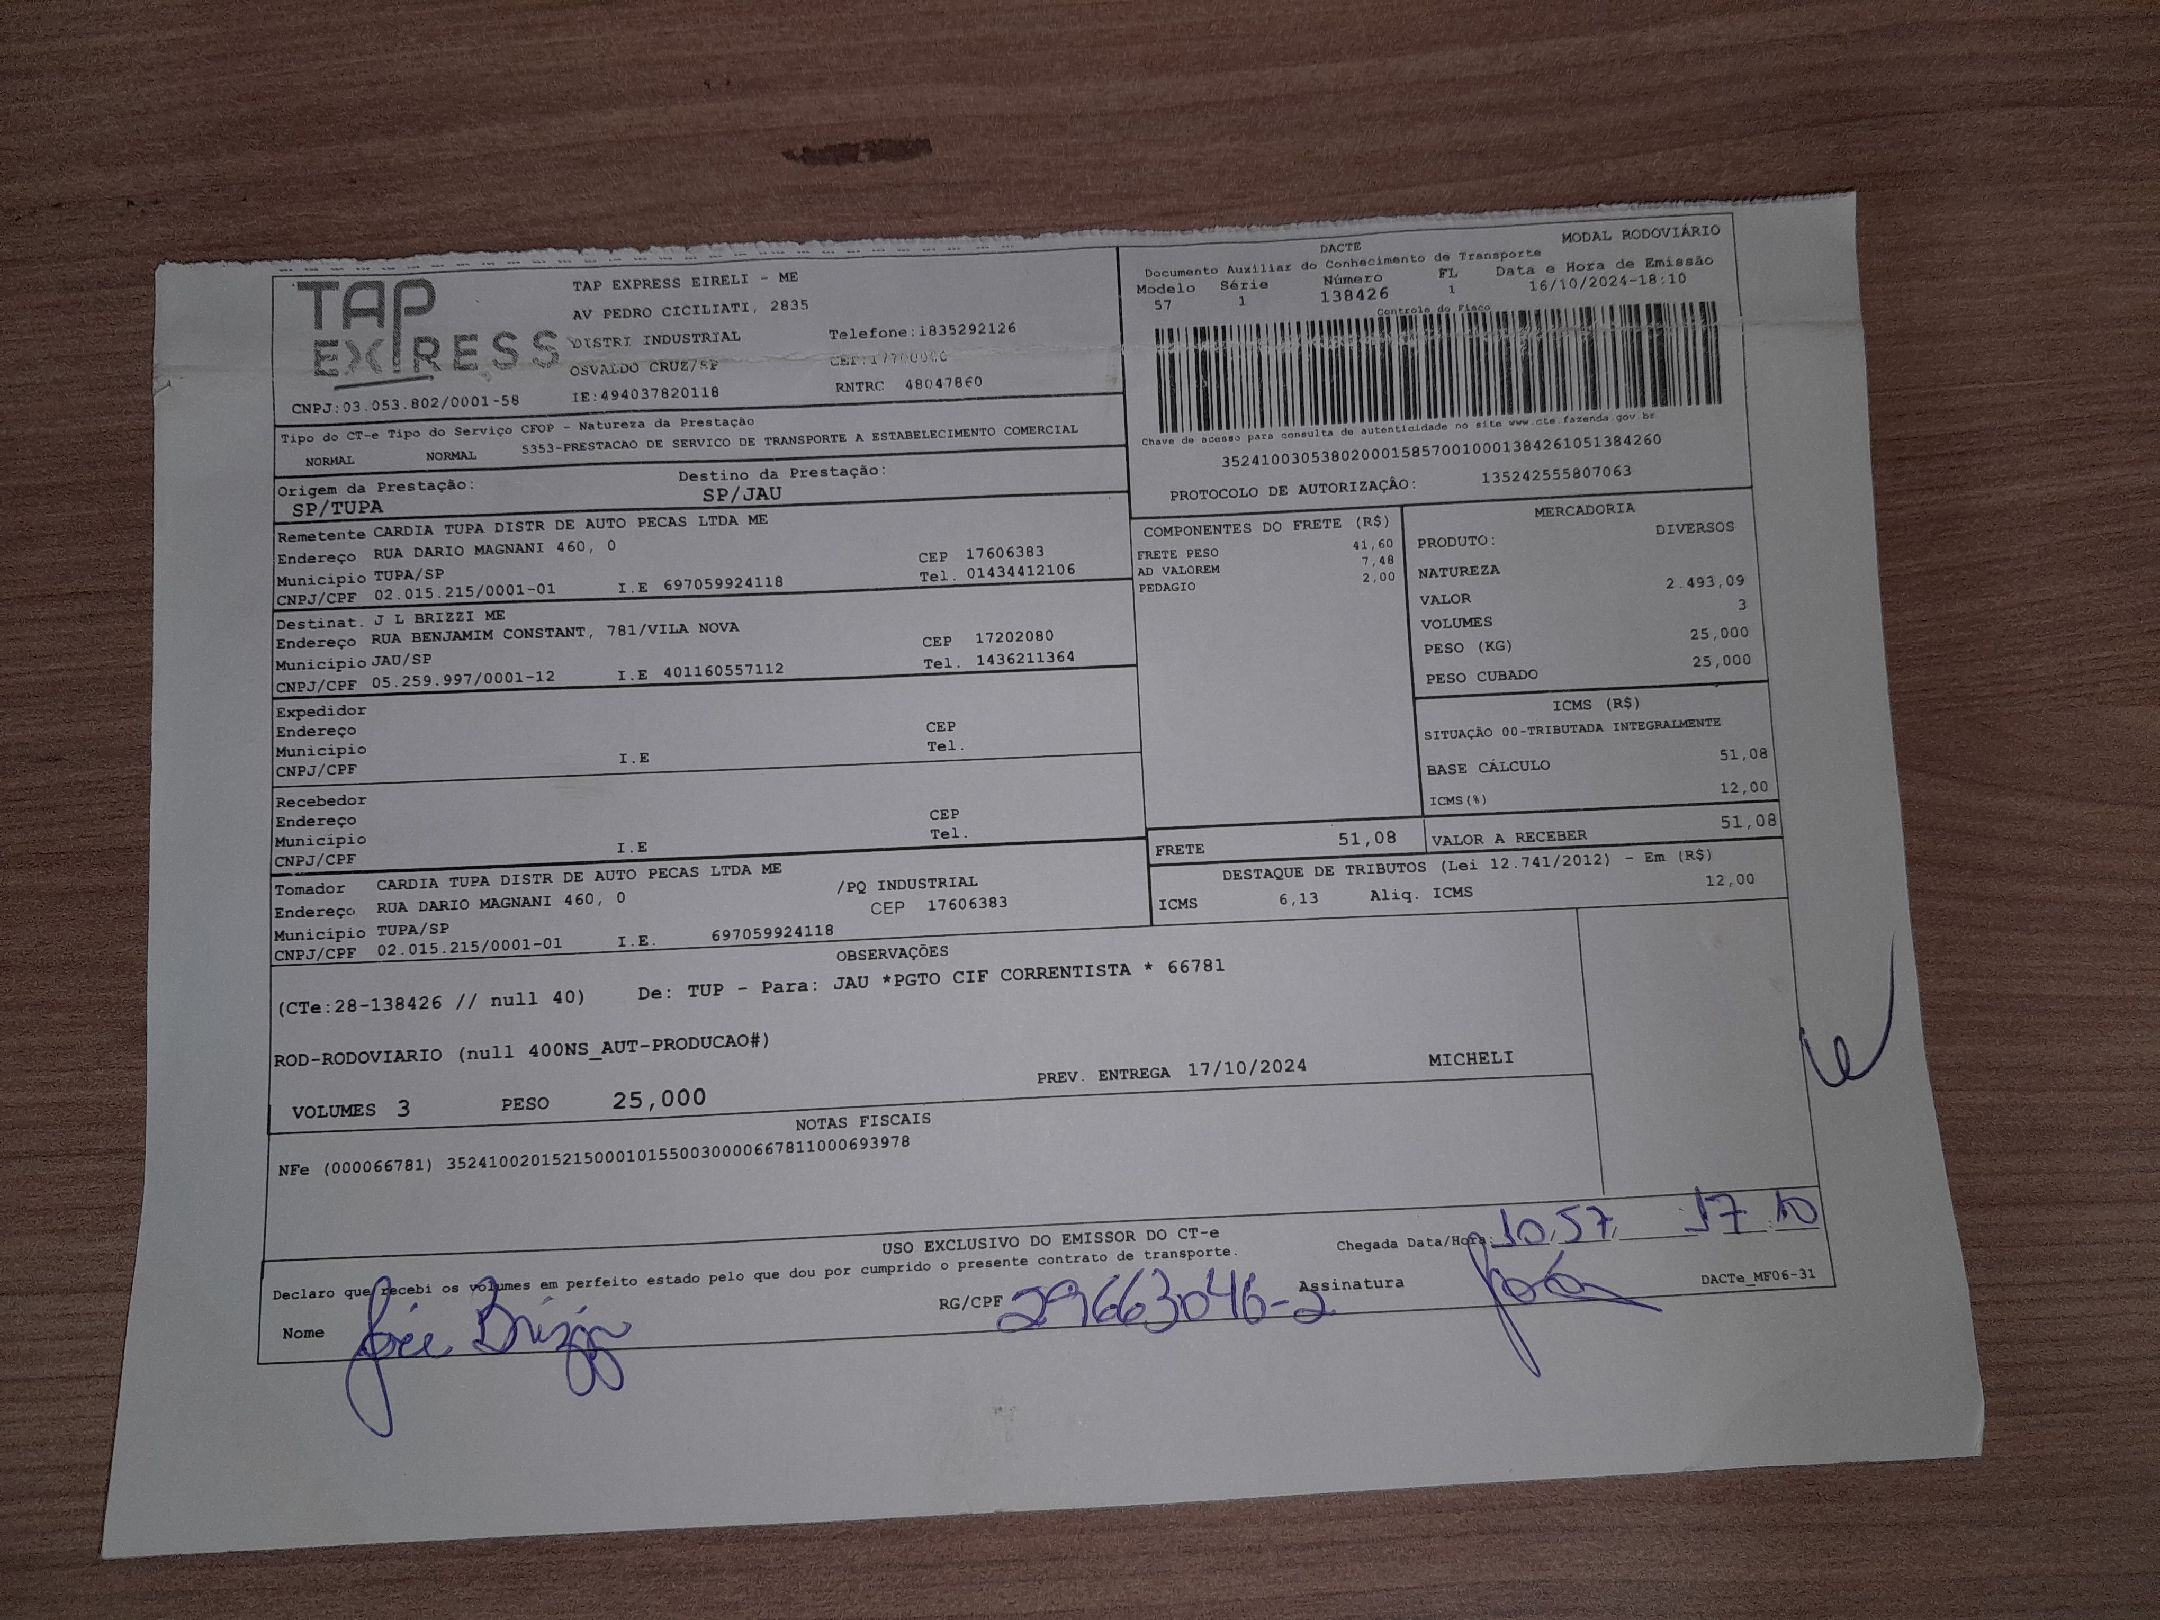 TAP EXPRESS
TAP EXPRESS EIRELI - ME
AV PEDRO CICILIATI, 2835
DISTRI INDUSTRIAL Telefone:1835292126
OSVALDO CRUZ/SP CEP:17700000
CNPJ:03.053.802/0001-58 IE:494037820118 RNTRC 48047860
DACTE MODAL RODOVIÁRIO
Documento Auxiliar do Conhecimento de Transporte
Modelo Série Número FL Data e Hora de Emissão
57 1 138426 1 16/10/2024-18:10
Controle do Fisco
Chave de acesso para consulta de autenticidade no site www.cte.fazenda.gov.br
35241003053802000158570010001384261051384260
PROTOCOLO DE AUTORIZAÇÃO: 135242555807063
Tipo do CT-e Tipo do Serviço CFOP - Natureza da Prestação
NORMAL NORMAL 5353-PRESTACAO DE SERVICO DE TRANSPORTE A ESTABELECIMENTO COMERCIAL
Origem da Prestação: Destino da Prestação:
SP/TUPA SP/JAU
Remetente CARDIA TUPA DISTR DE AUTO PECAS LTDA ME
Endereço RUA DARIO MAGNANI 460, 0 CEP 17606383
Município TUPA/SP Tel. 01434412106
CNPJ/CPF 02.015.215/0001-01 I.E 697059924118
Destinat. J L BRIZZI ME
Endereço RUA BENJAMIM CONSTANT, 781/VILA NOVA CEP 17202080
Município JAU/SP Tel. 1436211364
CNPJ/CPF 05.259.997/0001-12 I.E 401160557112
Expedidor
Endereço CEP
Município Tel.
CNPJ/CPF I.E
Recebedor
Endereço CEP
Município Tel.
CNPJ/CPF I.E
Tomador CARDIA TUPA DISTR DE AUTO PECAS LTDA ME /PQ INDUSTRIAL
Endereço RUA DARIO MAGNANI 460, 0 CEP 17606383
Município TUPA/SP
CNPJ/CPF 02.015.215/0001-01 I.E. 697059924118
COMPONENTES DO FRETE (R$)
FRETE PESO 41,60
AD VALOREM 7,48
PEDAGIO 2,00
MERCADORIA
PRODUTO: DIVERSOS
NATUREZA
VALOR 2.493,09
VOLUMES 3
PESO (KG) 25,000
PESO CUBADO 25,000
ICMS (R$)
SITUAÇÃO 00-TRIBUTADA INTEGRALMENTE
BASE CÁLCULO 51,08
ICMS(%) 12,00
FRETE 51,08 VALOR A RECEBER 51,08
DESTAQUE DE TRIBUTOS (Lei 12.741/2012) - Em (R$)
ICMS 6,13 Aliq. ICMS 12,00
OBSERVAÇÕES
(CTe:28-138426 // null 40) De: TUP - Para: JAU *PGTO CIF CORRENTISTA * 66781
ROD-RODOVIARIO (null 400NS_AUT-PRODUCAO#)
VOLUMES 3 PESO 25,000 PREV. ENTREGA 17/10/2024 MICHELI
NOTAS FISCAIS
NFe (000066781) 35241002015215000101550030000667811000693978
USO EXCLUSIVO DO EMISSOR DO CT-e
Declaro que recebi os volumes em perfeito estado pelo que dou por cumprido o presente contrato de transporte. Chegada Data/Hora: 10,57, 17 10
Nome José Brizzi RG/CPF 29663046-2 Assinatura DACTe_MF06-31